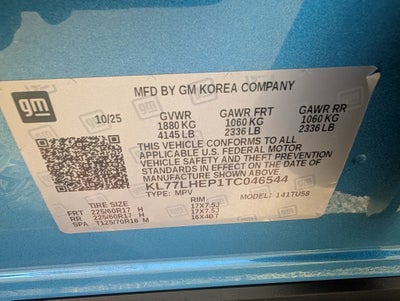 gm
MFD BY GM KOREA COMPANY
10/25 GVWR GAWR FRT GAWR RR
1880 KG 1060 KG 1060 KG
4145 LB 2336 LB 2336 LB
THIS VEHICLE CONFORMS TO ALL
APPLICABLE U.S. FEDERAL MOTOR
VEHICLE SAFETY, BUMPER, AND THEFT
PREVENTION STANDARDS IN
EFFECT ON THE DATE OF
MANUFACTURE SHOWN ABOVE.
KL77LHEP1TC046544
TYPE: MPV MODEL: 141TU58
TIRE SIZE RIM
FRT 225/60R17 H 17X7.5J
RR 225/60R17 H 17X7.5J
SPA T125/70R16 M 16X4BT